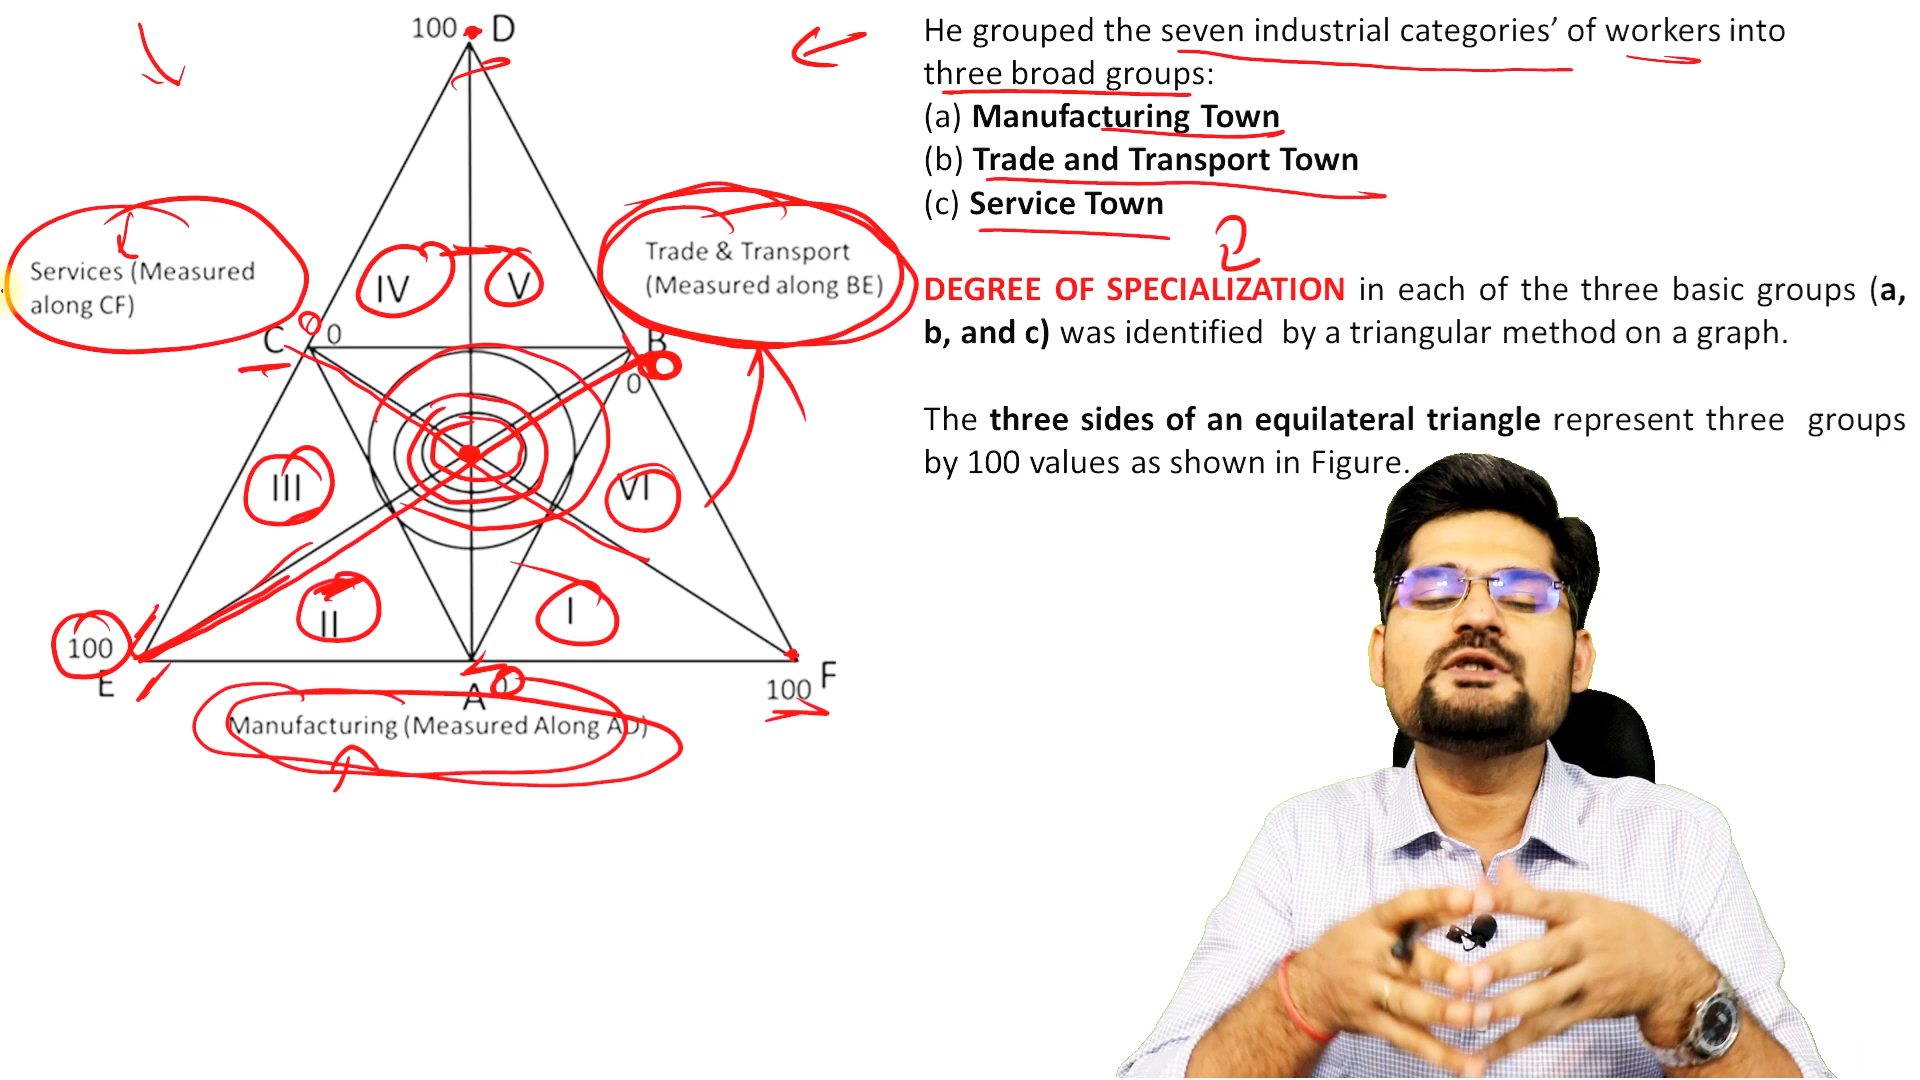 He grouped the seven industrial categories’ of workers into
three broad groups:
(a) Manufacturing Town
(b) Trade and Transport Town
(c) Service Town
2
DEGREE OF SPECIALIZATION in each of the three basic groups (a,
b, and c) was identified by a triangular method on a graph.
The three sides of an equilateral triangle represent three groups
by 100 values as shown in Figure.
100 D
Services (Measured
along CF)
Trade & Transport
(Measured along BE)
IV
V
C 0
B
0
III
VI
II
I
100
E
A 0
100 F
Manufacturing (Measured Along AD)